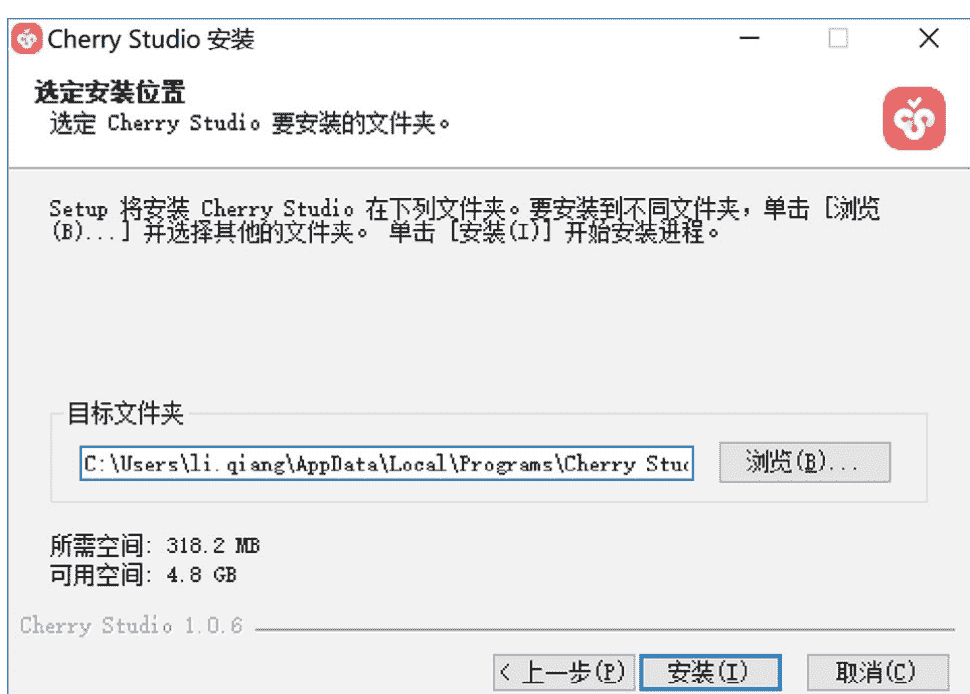 Cherry Studio 安装
选定安装位置
选定 Cherry Studio 要安装的文件夹。
Setup 将安装 Cherry Studio 在下列文件夹。要安装到不同文件夹，单击 [浏览
(B)...] 并选择其他的文件夹。 单击 [安装(I)] 开始安装进程。
目标文件夹
C:\Users\li.qiang\AppData\Local\Programs\Cherry Stud
浏览(B)...
所需空间: 318.2 MB
可用空间: 4.8 GB
Cherry Studio 1.0.6
< 上一步(P) 安装(I) 取消(C)